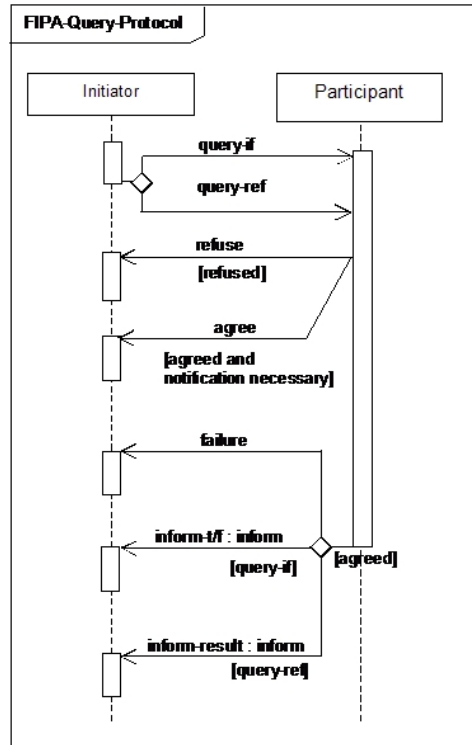 FIPA-Query-Protocol
Initiator
Participant
query-if
query-ref
refuse
[refused]
agree
[agreed and
notification necessary]
failure
inform-t/f : inform
[query-if]
[agreed]
inform-result : inform
[query-ref]